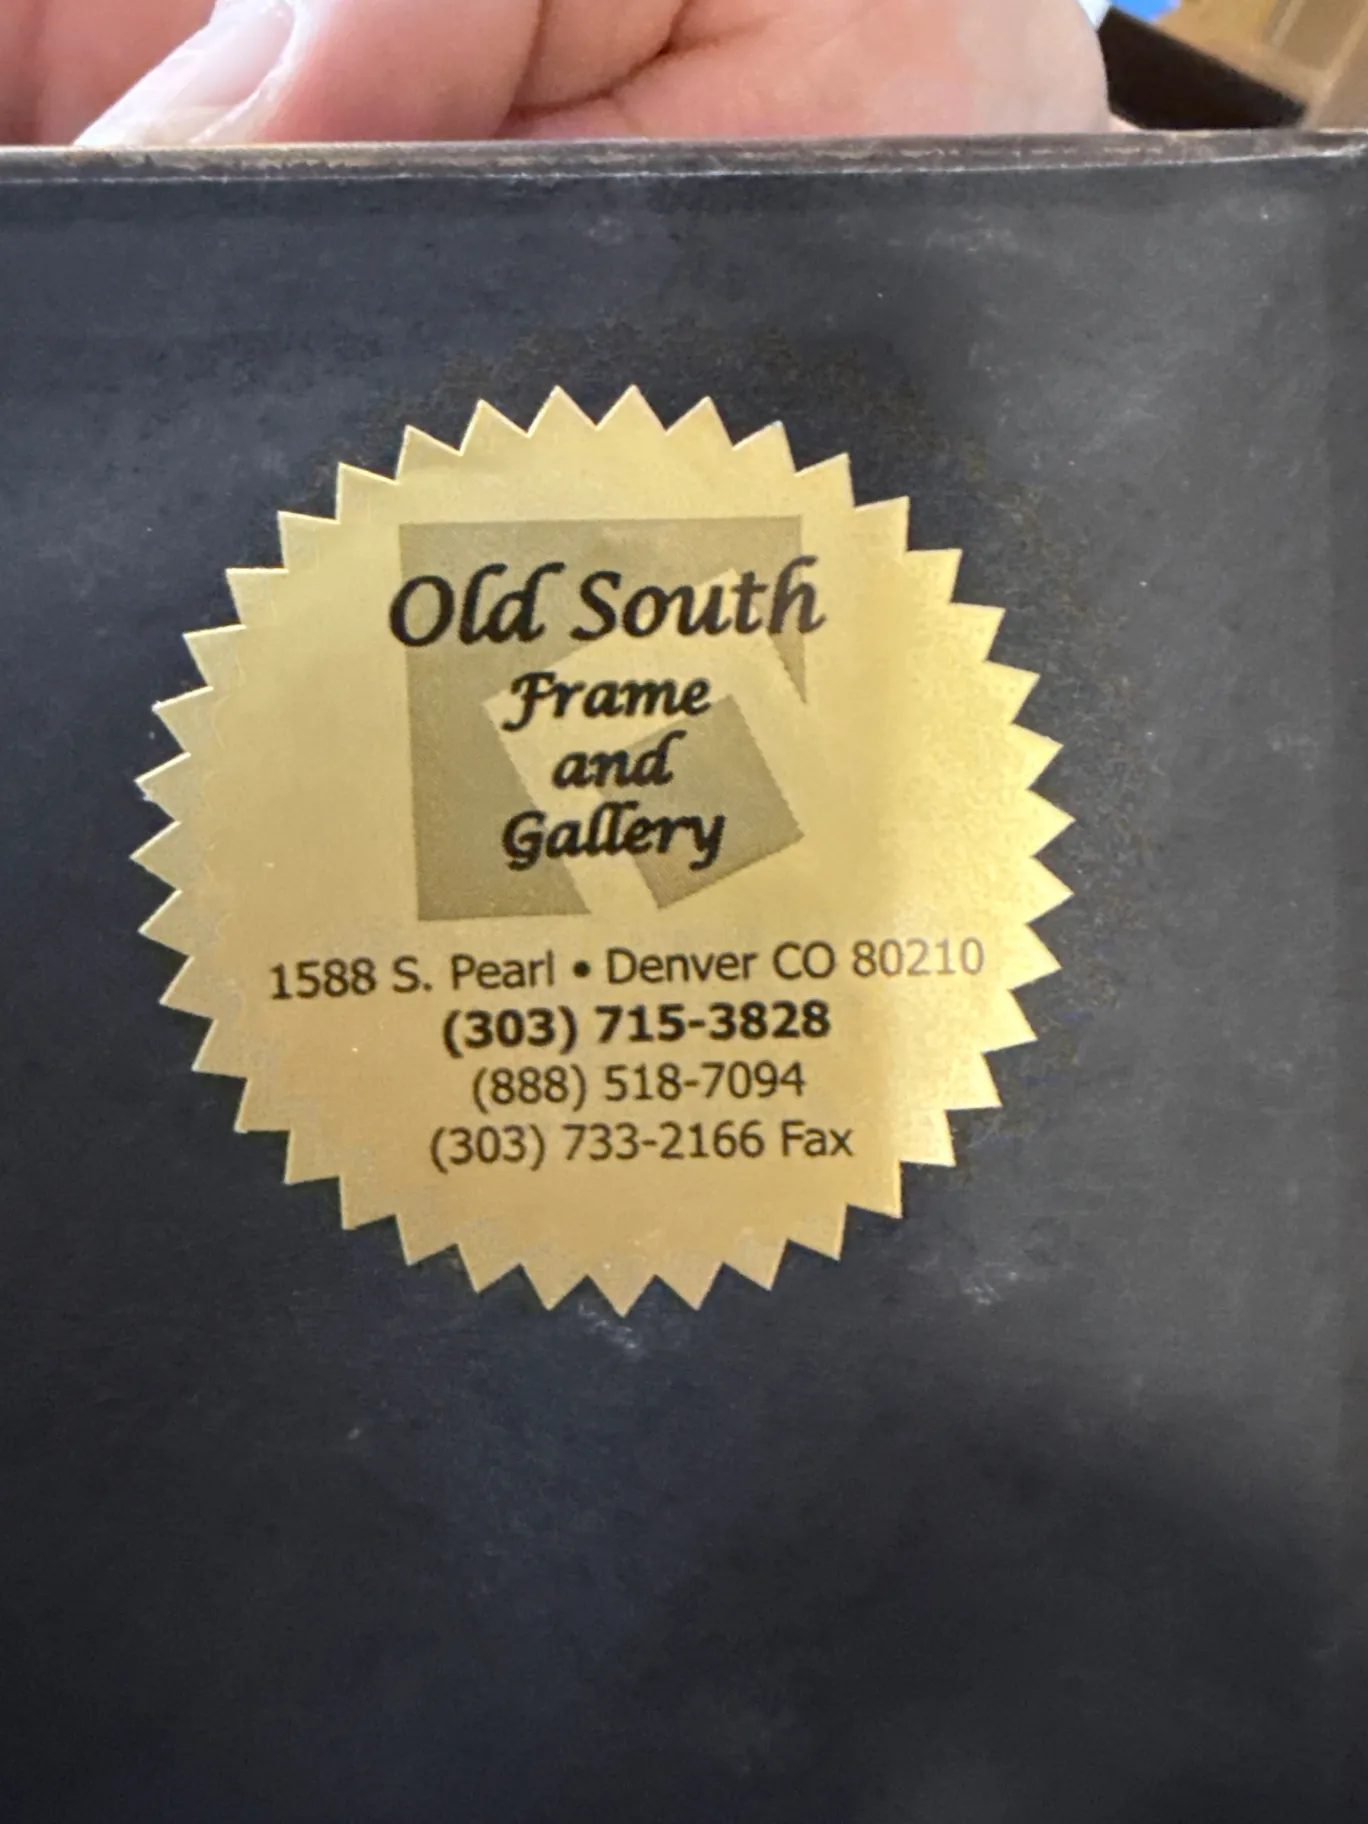 Old South
Frame
and
Gallery
1588 S. Pearl • Denver CO 80210
(303) 715-3828
(888) 518-7094
(303) 733-2166 Fax